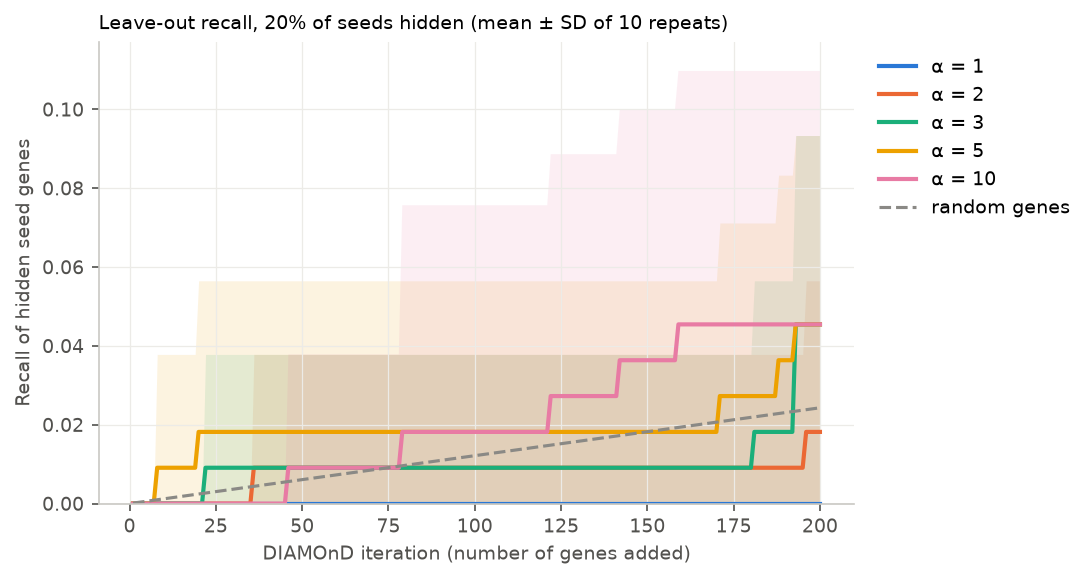 Leave-out recall, 20% of seeds hidden (mean ± SD of 10 repeats)
Recall of hidden seed genes
0.10
0.08
0.06
0.04
0.02
0.00
0 25 50 75 100 125 150 175 200
DIAMOnD iteration (number of genes added)
α = 1
α = 2
α = 3
α = 5
α = 10
random genes